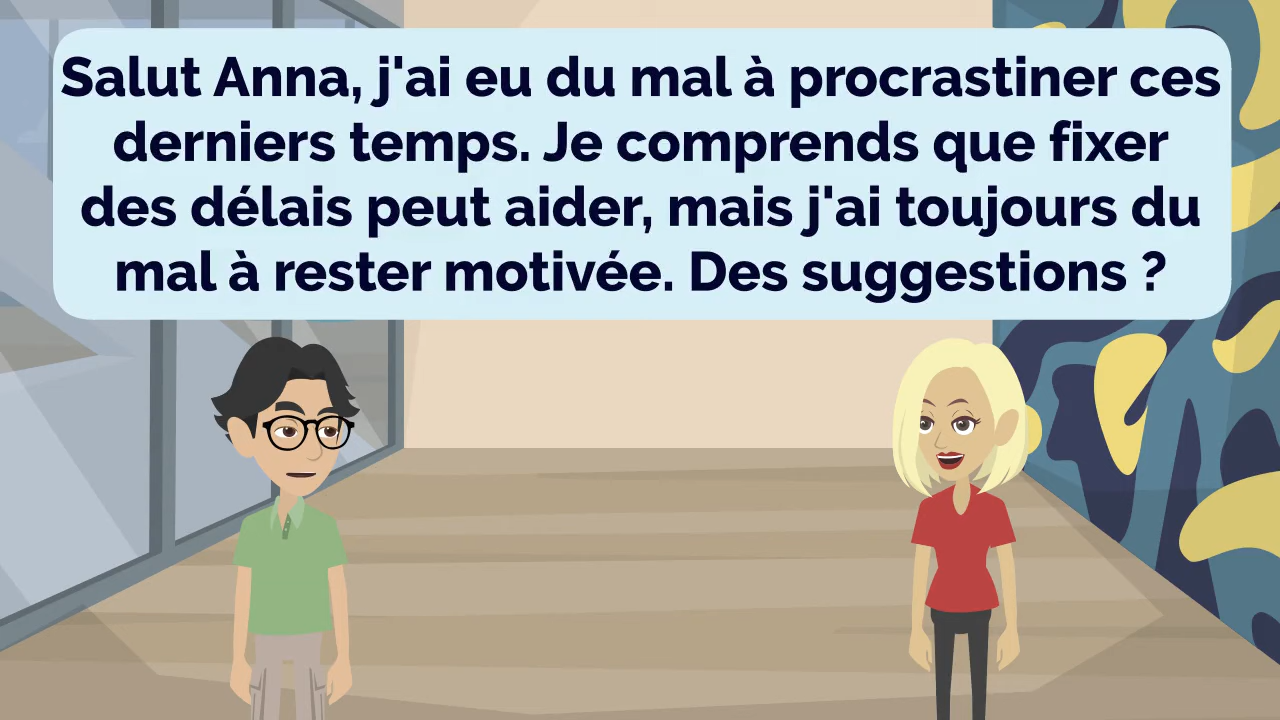 Salut Anna, j'ai eu du mal à procrastiner ces
derniers temps. Je comprends que fixer
des délais peut aider, mais j'ai toujours du
mal à rester motivée. Des suggestions ?